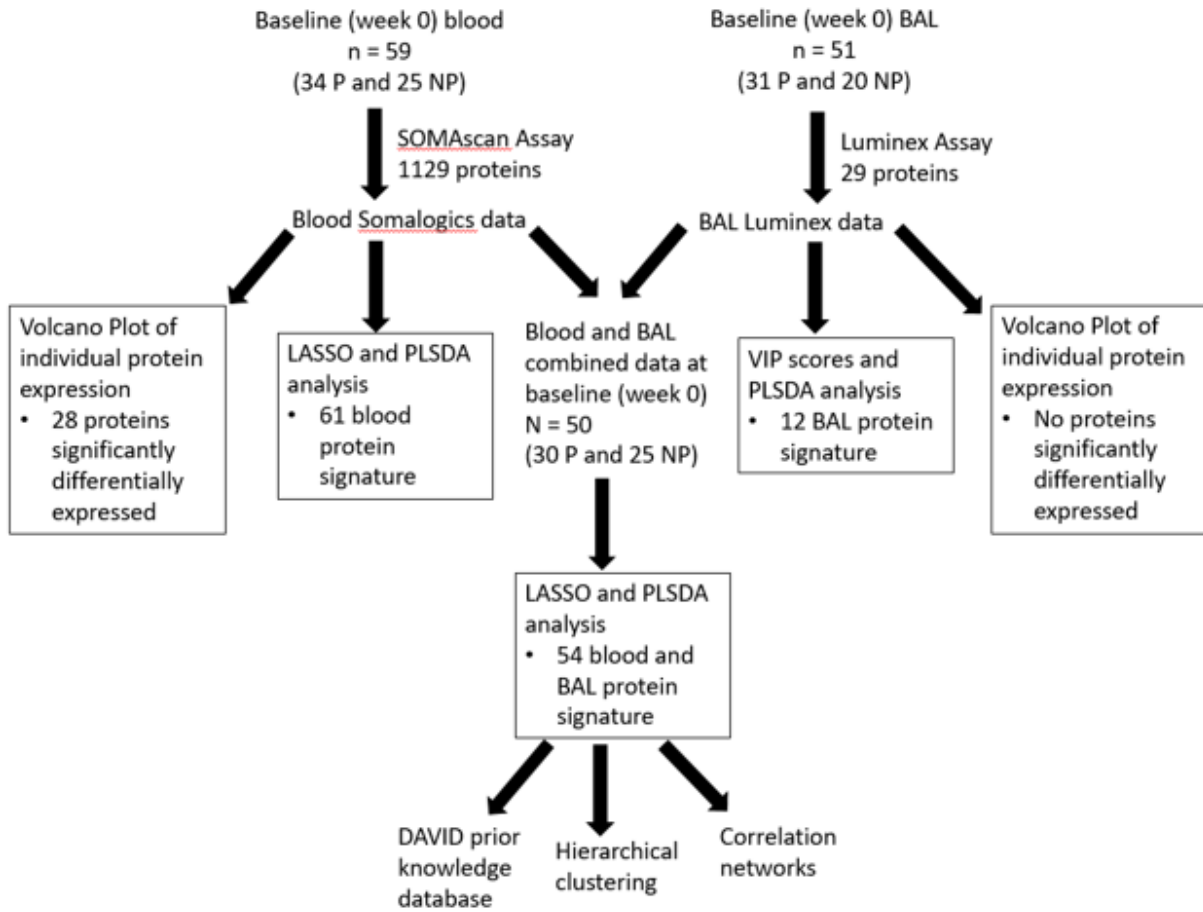 Baseline (week 0) blood
n = 59
(34 P and 25 NP)
Baseline (week 0) BAL
n = 51
(31 P and 20 NP)
SOMAscan Assay
1129 proteins
Luminex Assay
29 proteins
Blood Somalogics data
BAL Luminex data
Volcano Plot of
individual protein
expression
• 28 proteins
significantly
differentially
expressed
LASSO and PLSDA
analysis
• 61 blood
protein
signature
Blood and BAL
combined data at
baseline (week 0)
N = 50
(30 P and 25 NP)
VIP scores and
PLSDA analysis
• 12 BAL protein
signature
Volcano Plot of
individual protein
expression
• No proteins
significantly
differentially
expressed
LASSO and PLSDA
analysis
• 54 blood and
BAL protein
signature
DAVID prior
knowledge
database
Hierarchical
clustering
Correlation
networks